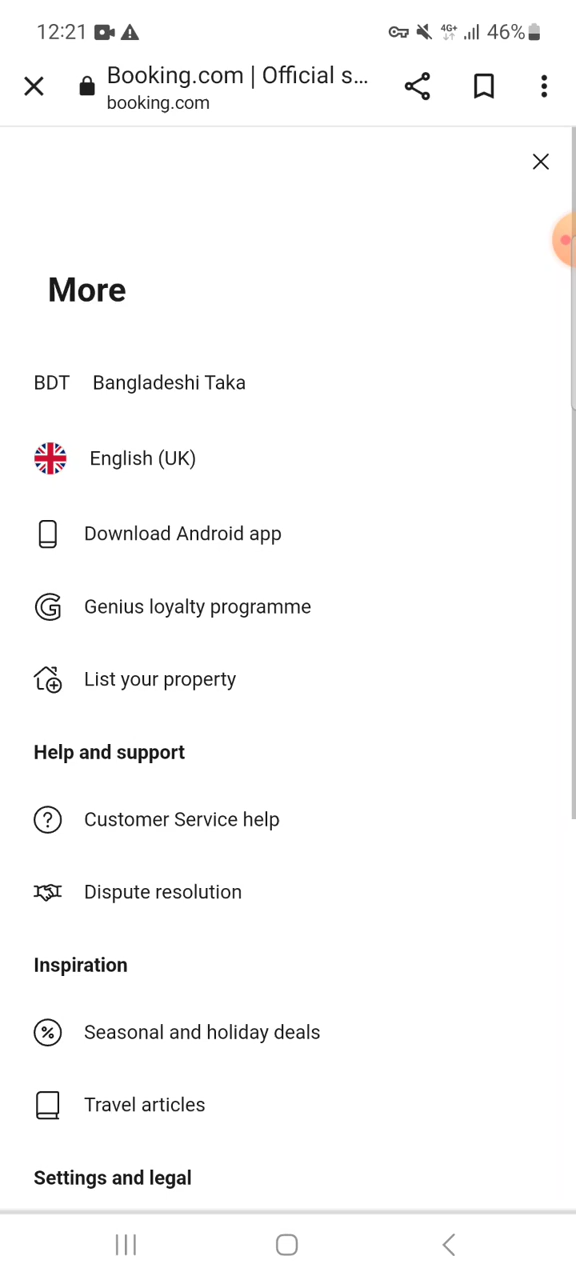 12:21 4G+ 46%
Booking.com | Official s...
booking.com
More
BDT Bangladeshi Taka
English (UK)
Download Android app
Genius loyalty programme
List your property
Help and support
Customer Service help
Dispute resolution
Inspiration
Seasonal and holiday deals
Travel articles
Settings and legal